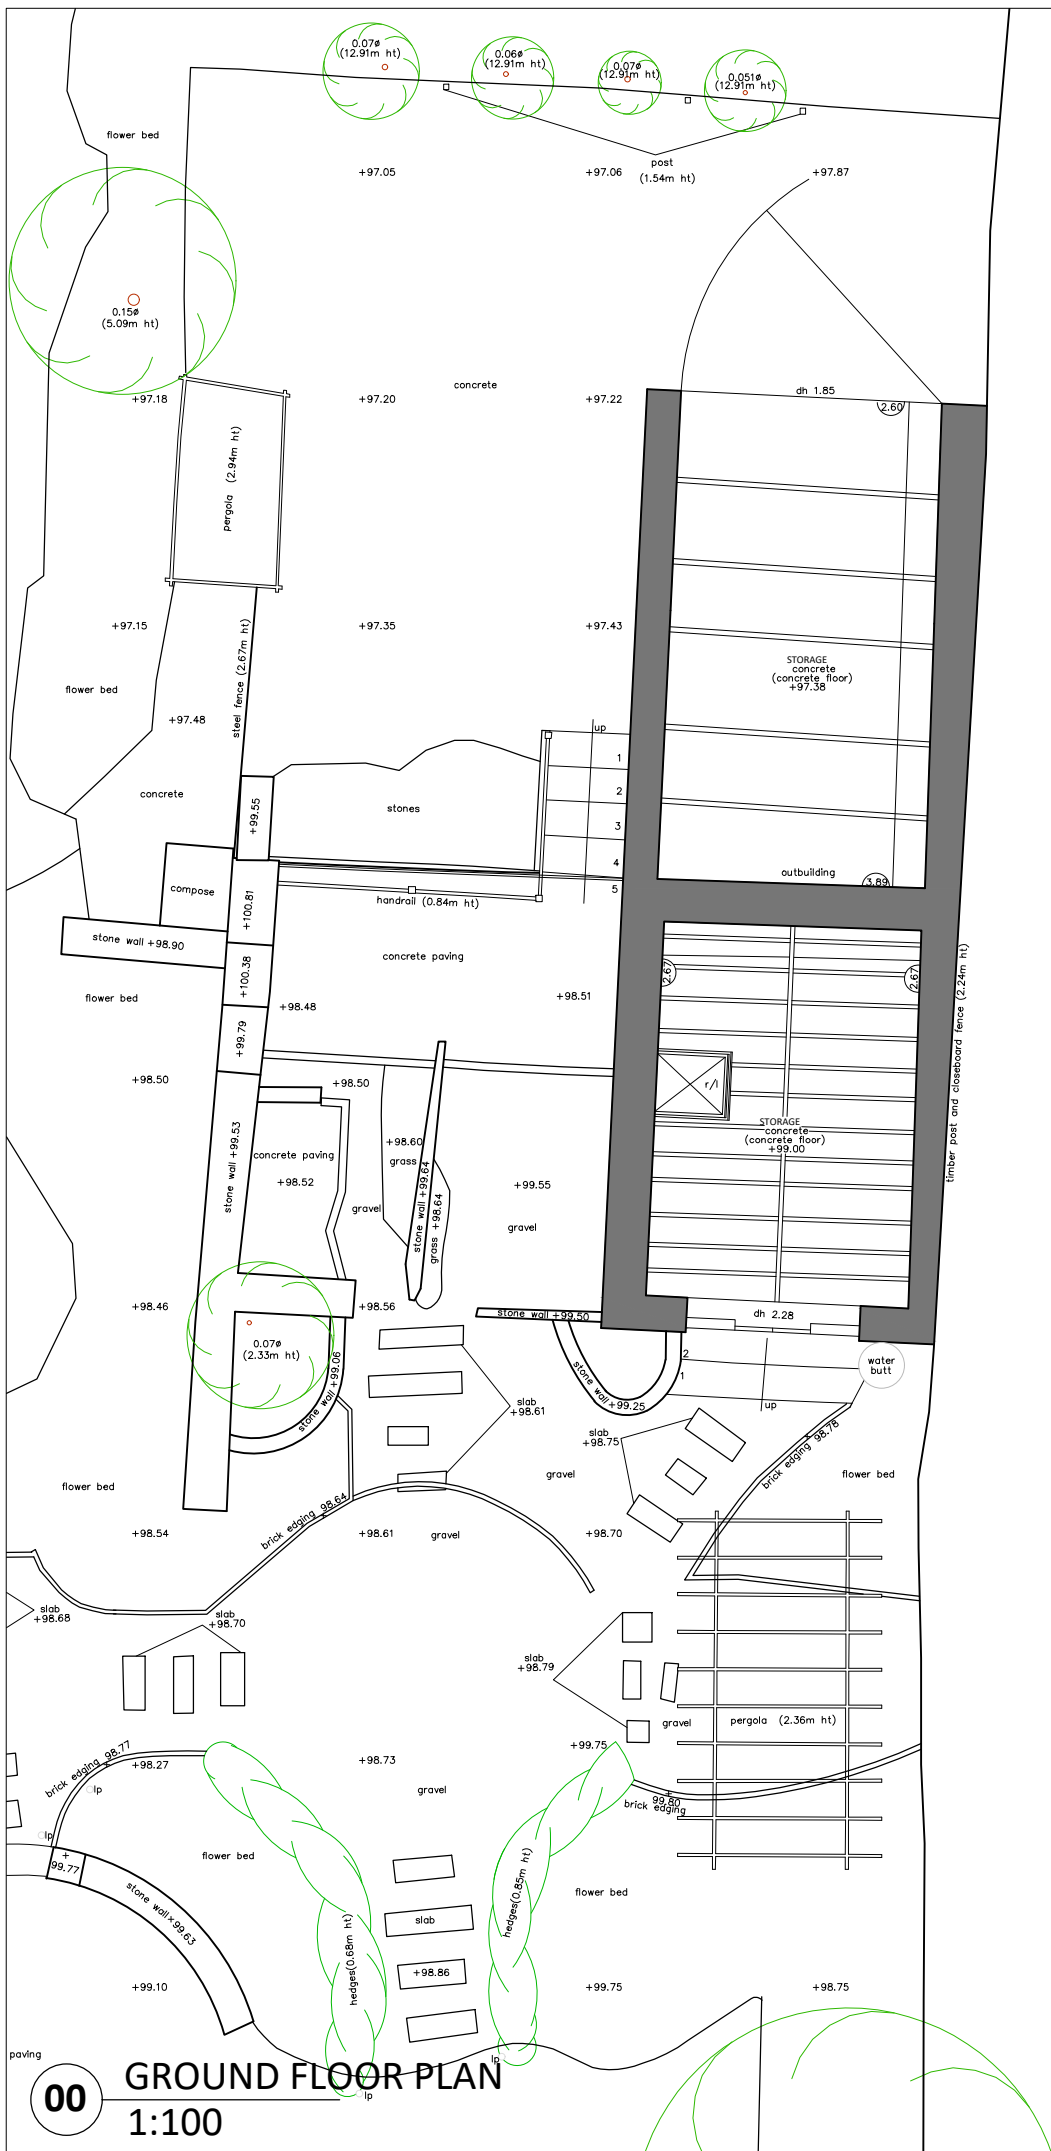 0.07ø
(12.91m ht)
0.06ø
(12.91m ht)
0.07ø
(12.91m ht)
0.051ø
(12.91m ht)
flower bed
post
(1.54m ht)
+97.05
+97.06
+97.87
0.15ø
(5.09m ht)
+97.18
concrete
+97.20
+97.22
dh 1.85
2.60
pergola (2.94m ht)
+97.15
+97.35
+97.43
steel fence (2.67m ht)
STORAGE
concrete
(concrete floor)
+97.38
flower bed
+97.48
up
1
2
3
4
5
concrete
+99.55
stones
outbuilding
3.89
compose
+100.81
handrail (0.84m ht)
stone wall +98.90
concrete paving
+100.38
2.67
2.67
flower bed
+98.48
+98.51
+99.79
timber post and closeboard fence (2.24m ht)
+98.50
+98.50
r/l
stone wall +99.53
concrete paving
+98.52
+98.60
grass
STORAGE
concrete
(concrete floor)
+99.00
stone wall +99.64
grass +98.64
+99.55
gravel
gravel
+98.46
+98.56
stone wall +99.50
dh 2.28
0.07ø
(2.33m ht)
stone wall +99.06
stone wall +99.25
2
1
up
water
butt
slab
+98.61
slab
+98.75
brick edging 98.78
flower bed
gravel
flower bed
brick edging 98.64
+98.54
+98.61
gravel
+98.70
slab
+98.68
slab
+98.70
slab
+98.79
gravel
pergola (2.36m ht)
brick edging 98.77
+98.27
+98.73
+99.75
lp
gravel
+
99.80
brick edging
lp
+
99.77
flower bed
stone wall×99.63
hedges(0.85m ht)
flower bed
slab
hedges(0.68m ht)
+98.86
+99.10
+99.75
+98.75
paving
lp
lp
00
GROUND FLOOR PLAN
1:100